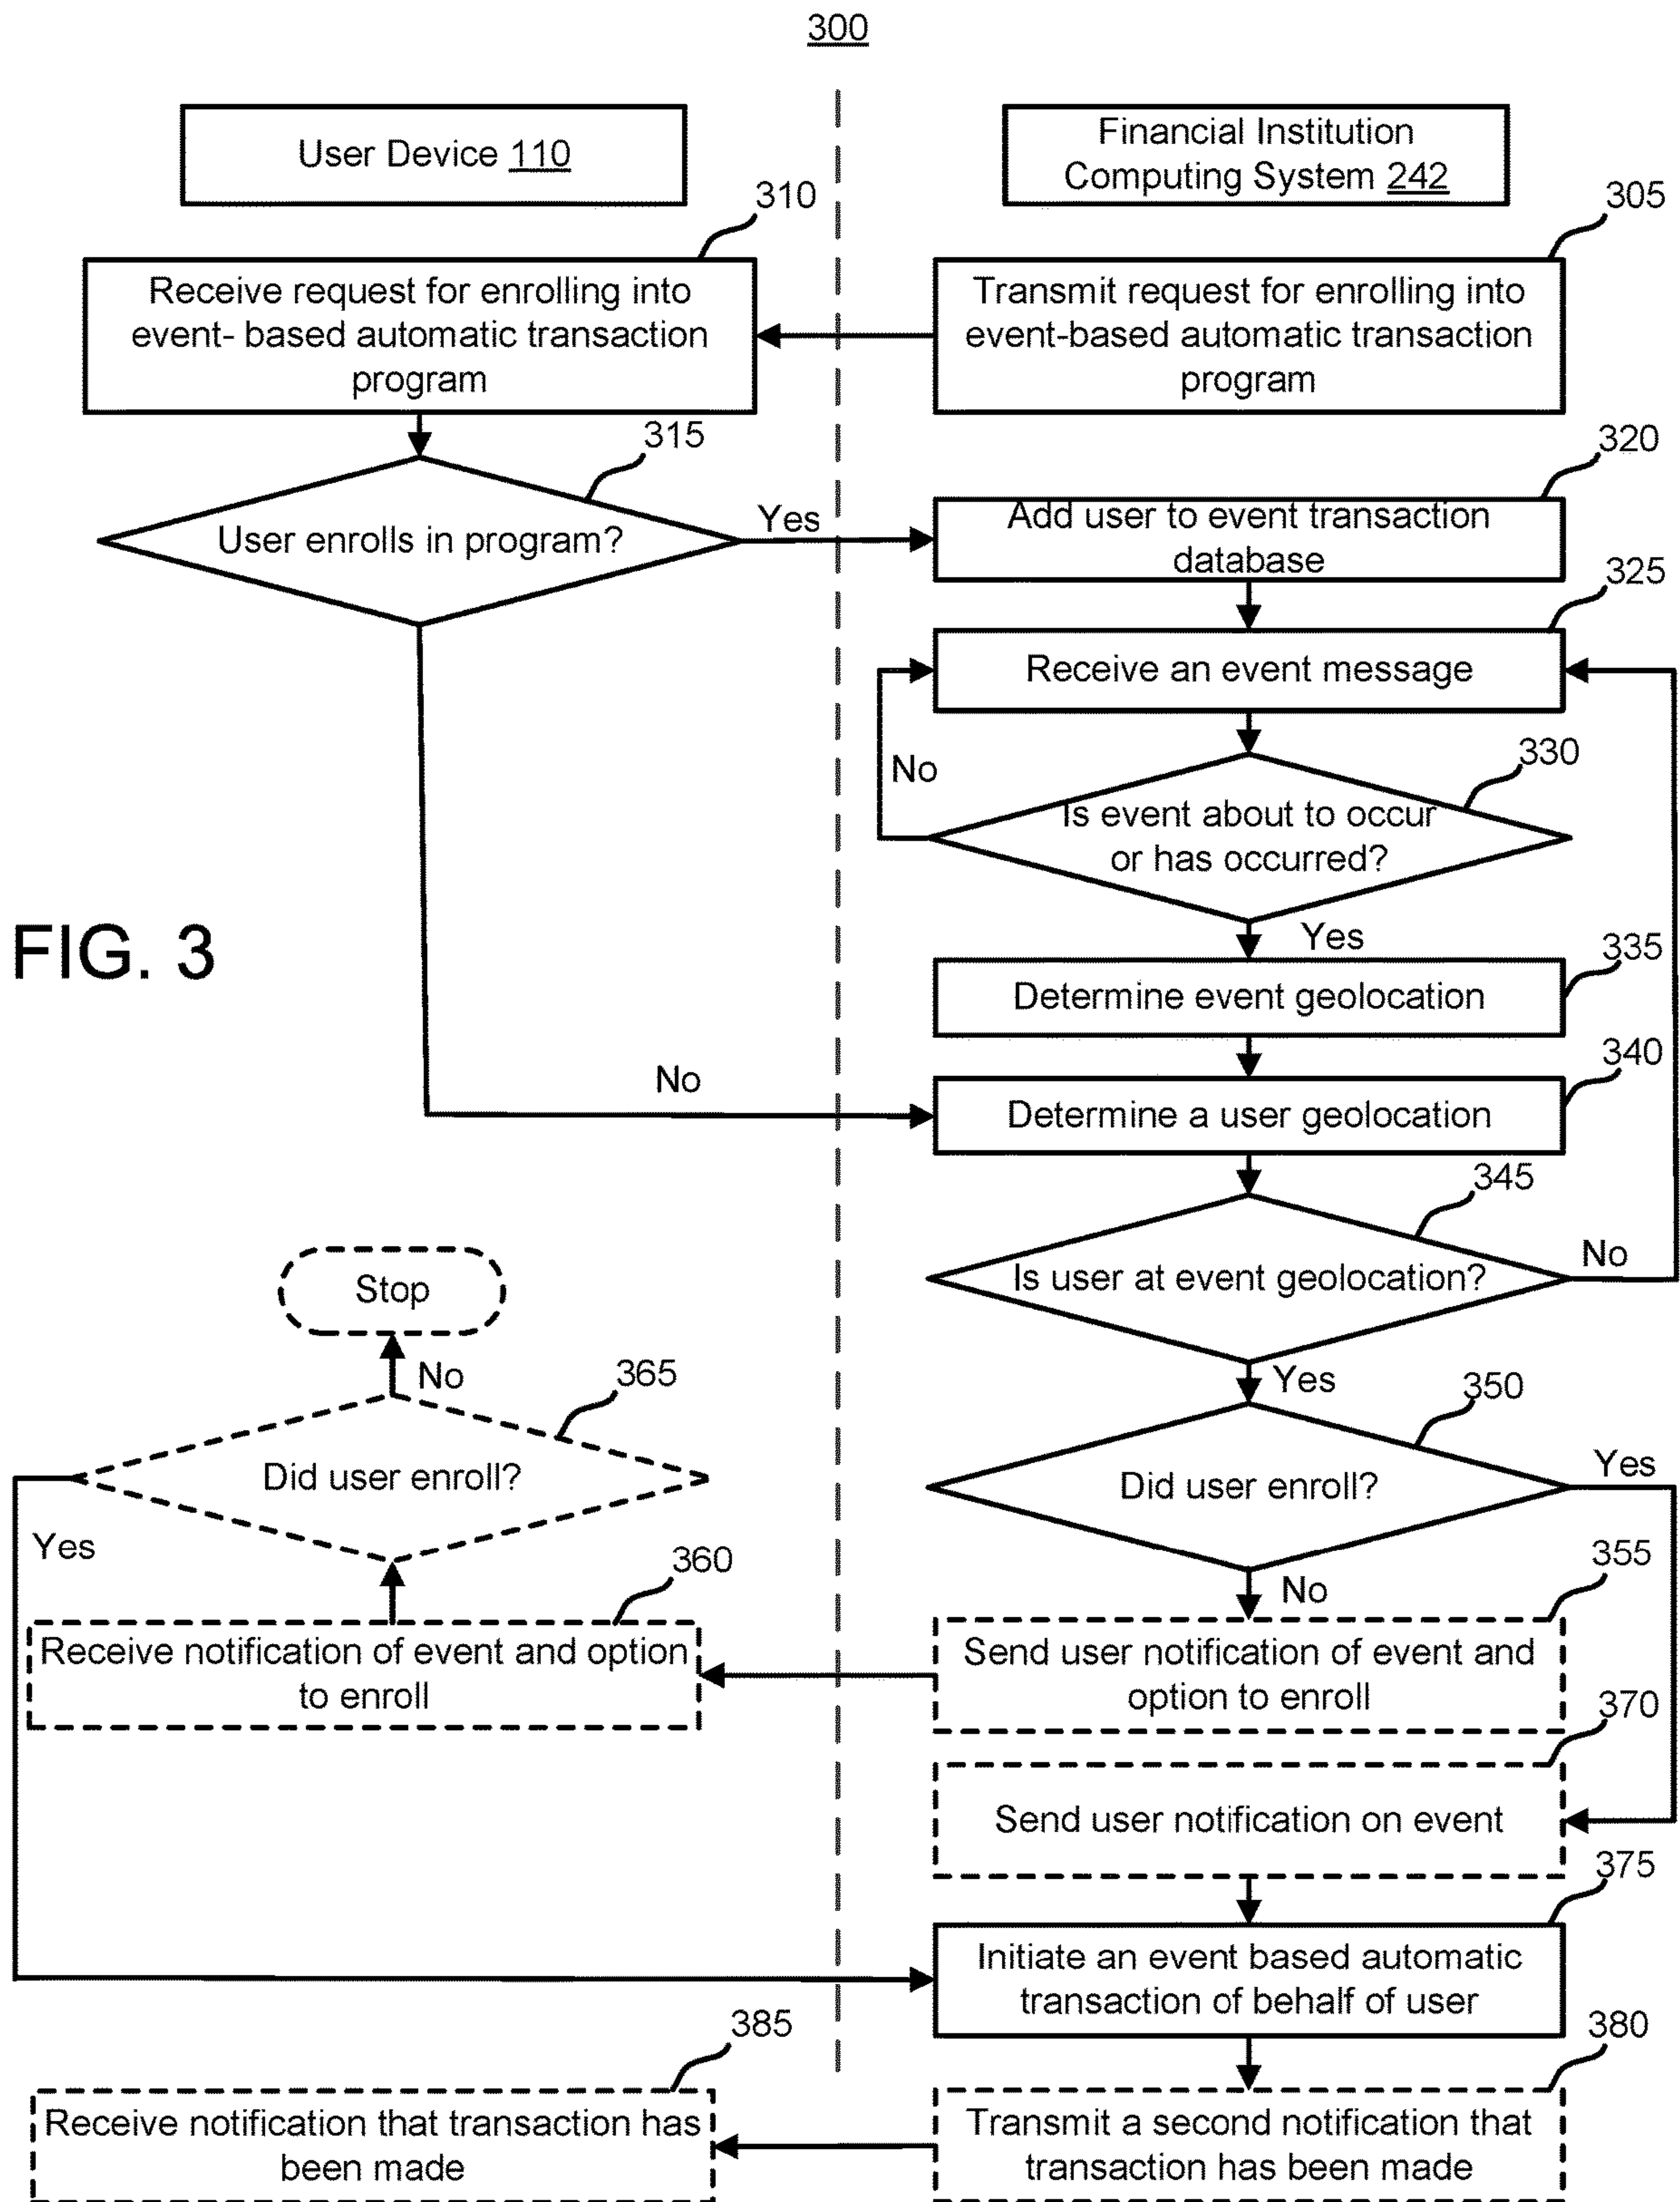 300
User Device 110
Financial Institution
Computing System 242
310
305
Receive request for enrolling into
event- based automatic transaction
program
Transmit request for enrolling into
event-based automatic transaction
program
315
320
User enrolls in program?
Yes
Add user to event transaction
database
325
Receive an event message
330
No
Is event about to occur
or has occurred?
FIG. 3
Yes
335
Determine event geolocation
340
No
Determine a user geolocation
345
Is user at event geolocation?
No
Stop
No
365
Yes
350
Did user enroll?
Did user enroll?
Yes
Yes
360
355
No
Receive notification of event and option
to enroll
Send user notification of event and
option to enroll
370
Send user notification on event
375
Initiate an event based automatic
transaction of behalf of user
385
380
Receive notification that transaction has
been made
Transmit a second notification that
transaction has been made